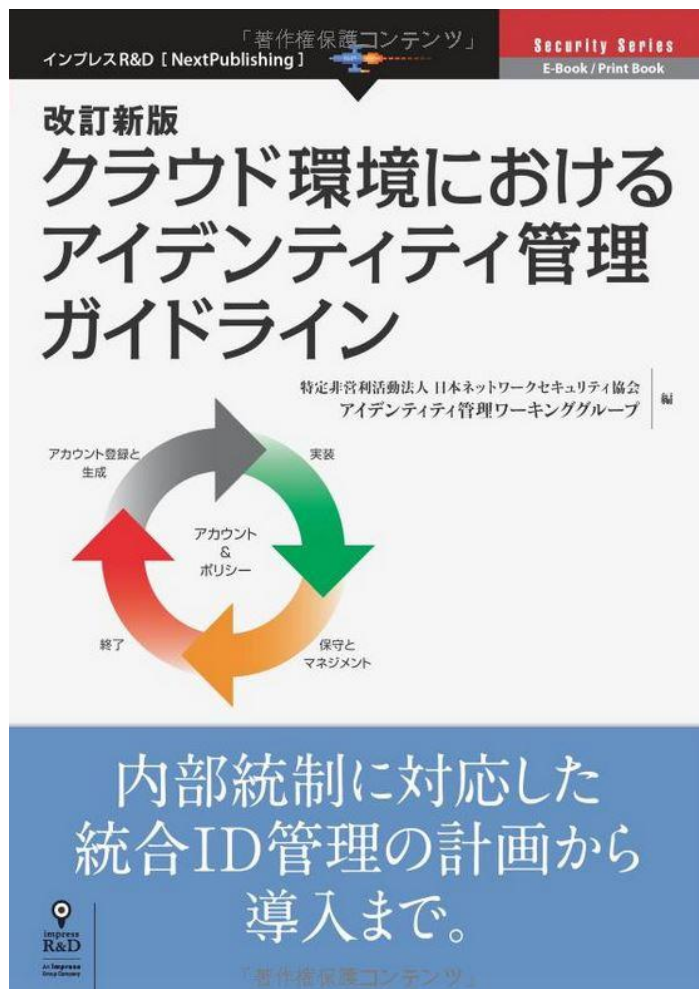 「著作権保護コンテンツ」
インプレスR&D [ NextPublishing ]
Security Series
E-Book / Print Book
改訂新版
クラウド環境における
アイデンティティ管理
ガイドライン
特定非営利活動法人 日本ネットワークセキュリティ協会
アイデンティティ管理ワーキンググループ
編
アカウント登録と
生成
実装
アカウント
&
ポリシー
終了
保守と
マネジメント
内部統制に対応した
統合ID管理の計画から
導入まで。
impress
R&D
An Impress
Group Company
「著作権保護コンテンツ」